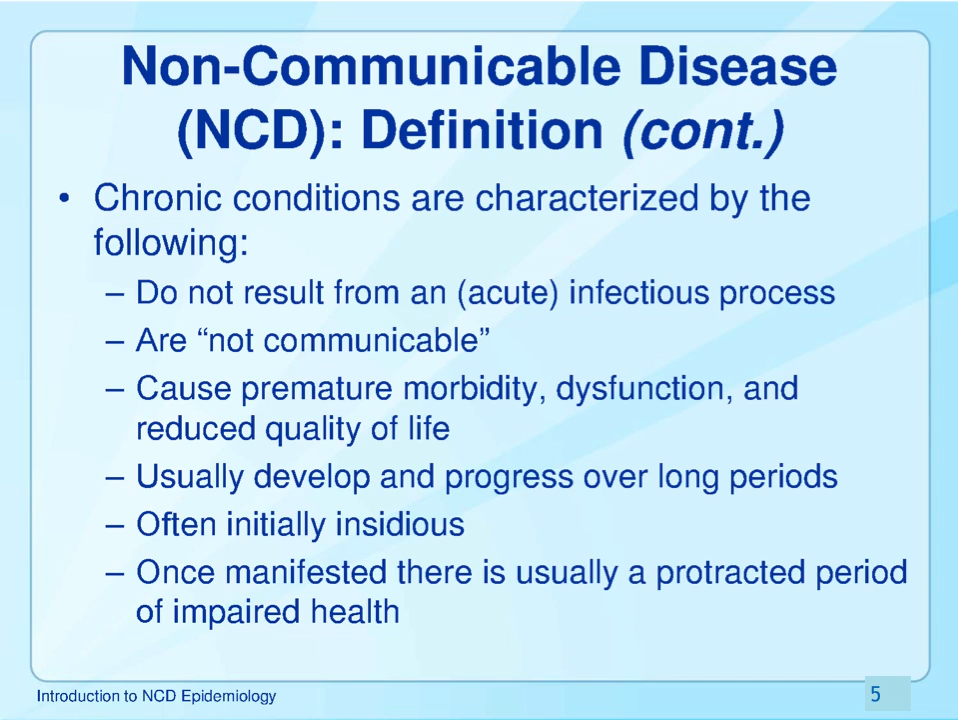 Non-Communicable Disease
(NCD): Definition (cont.)
• Chronic conditions are characterized by the
following:
– Do not result from an (acute) infectious process
– Are “not communicable”
– Cause premature morbidity, dysfunction, and
reduced quality of life
– Usually develop and progress over long periods
– Often initially insidious
– Once manifested there is usually a protracted period
of impaired health
Introduction to NCD Epidemiology
5